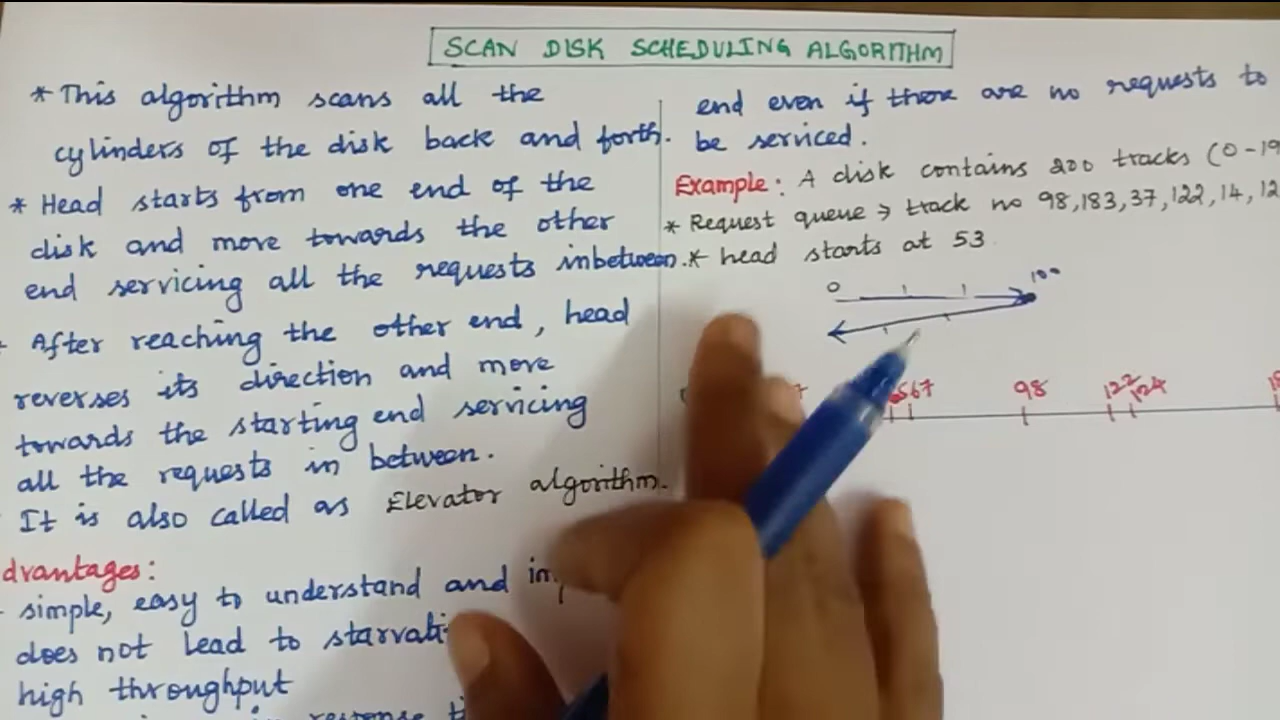 SCAN DISK SCHEDULING ALGORITHM
* This algorithm scans all the
cylinders of the disk back and forth.
* Head starts from one end of the
disk and move towards the other
end servicing all the requests inbetween.
After reaching the other end, head
reverses its direction and move
towards the starting end servicing
all the requests in between.
It is also called as Elevator algorithm.
dvantages:
simple, easy to understand and
does not lead to starvati
high throughput
response
end even if there are no requests to
be serviced.
Example: A disk contains 200 tracks (0-19
* Request queue → track no 98,183,37,122,14,12
* head starts at 53
0 100
67 98 122 124